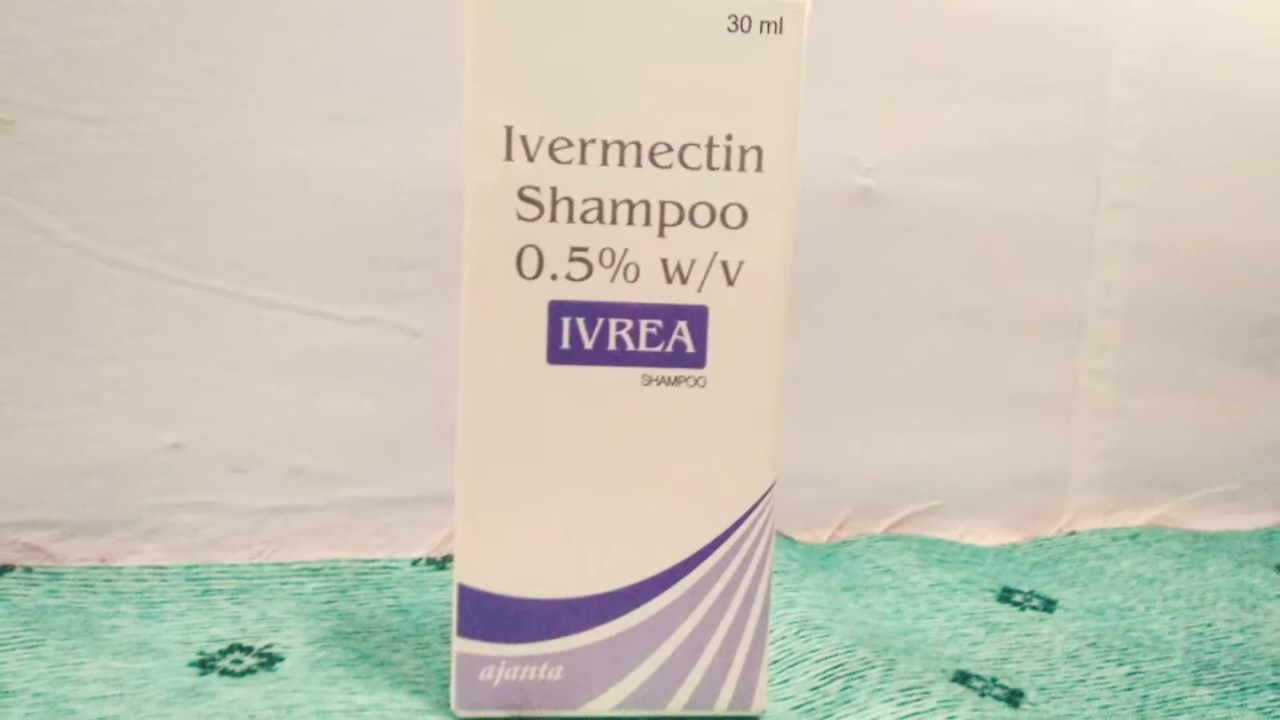 30 ml
Ivermectin
Shampoo
0.5% w/v
IVREA
SHAMPOO
ajanta